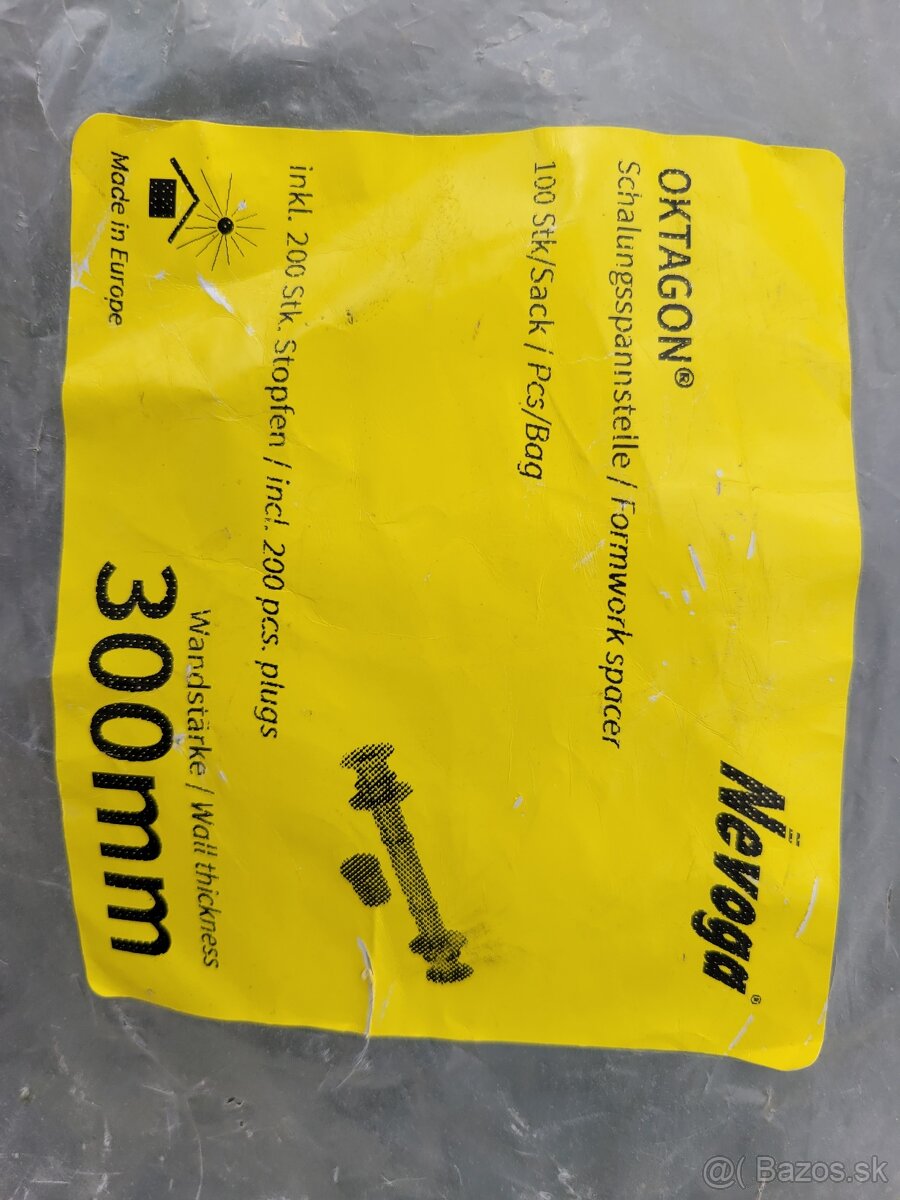 Nevoga®
OKTAGON®
Schalungsspannsteile / Formwork spacer
100 Stk/Sack / Pcs/Bag
inkl. 200 Stk. Stopfen / incl. 200 pcs. plugs
Wandstärke / Wall thickness
Made in Europe
300mm
@( Bazos.sk